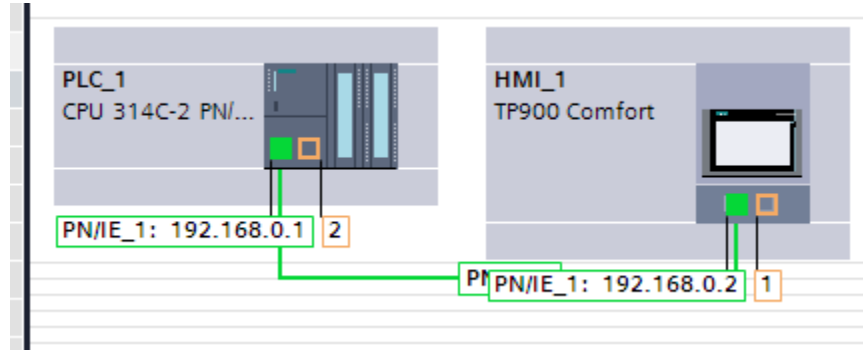 PLC_1
CPU 314C-2 PN/...
HMI_1
TP900 Comfort
PN/IE_1: 192.168.0.1
2
PN/IE_1: 192.168.0.2
1